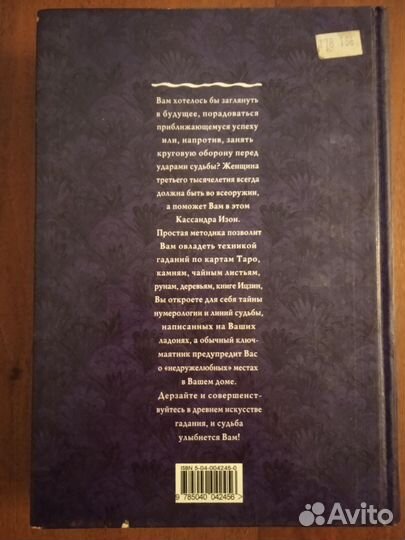 Вам хотелось бы заглянуть
в будущее, порадоваться
приближающемуся успеху
или, напротив, занять
круговую оборону перед
ударами судьбы? Женщина
третьего тысячелетия всегда
должна быть во всеоружии,
а поможет Вам в этом
Кассандра Изон.
Простая методика позволит
Вам овладеть техникой
гаданий по картам Таро,
камням, чайным листьям,
рунам, деревьям, книге Ицзин,
Вы откроете для себя тайны
нумерологии и линий судьбы,
написанных на Ваших
ладонях, а обычный ключ-
маятник предупредит Вас
о «недружелюбных» местах
в Вашем доме.
Дерзайте и совершенст-
вуйтесь в древнем искусстве
гадания, и судьба
улыбнется Вам!
ISBN 5-04-004245-0
9 785040 042456 >
Avito